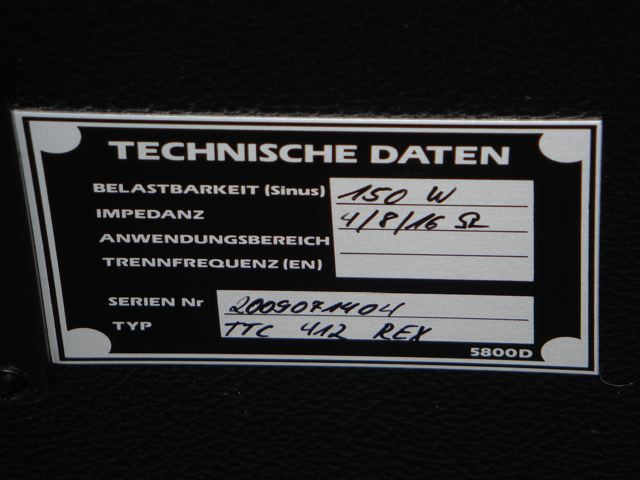 TECHNISCHE DATEN
BELASTBARKEIT (Sinus) 150 W
IMPEDANZ 4/8/16 Ω
ANWENDUNGSBEREICH
TRENNFREQUENZ (EN)
SERIEN Nr 2009071404
TYP TTC 412 REX
5800D